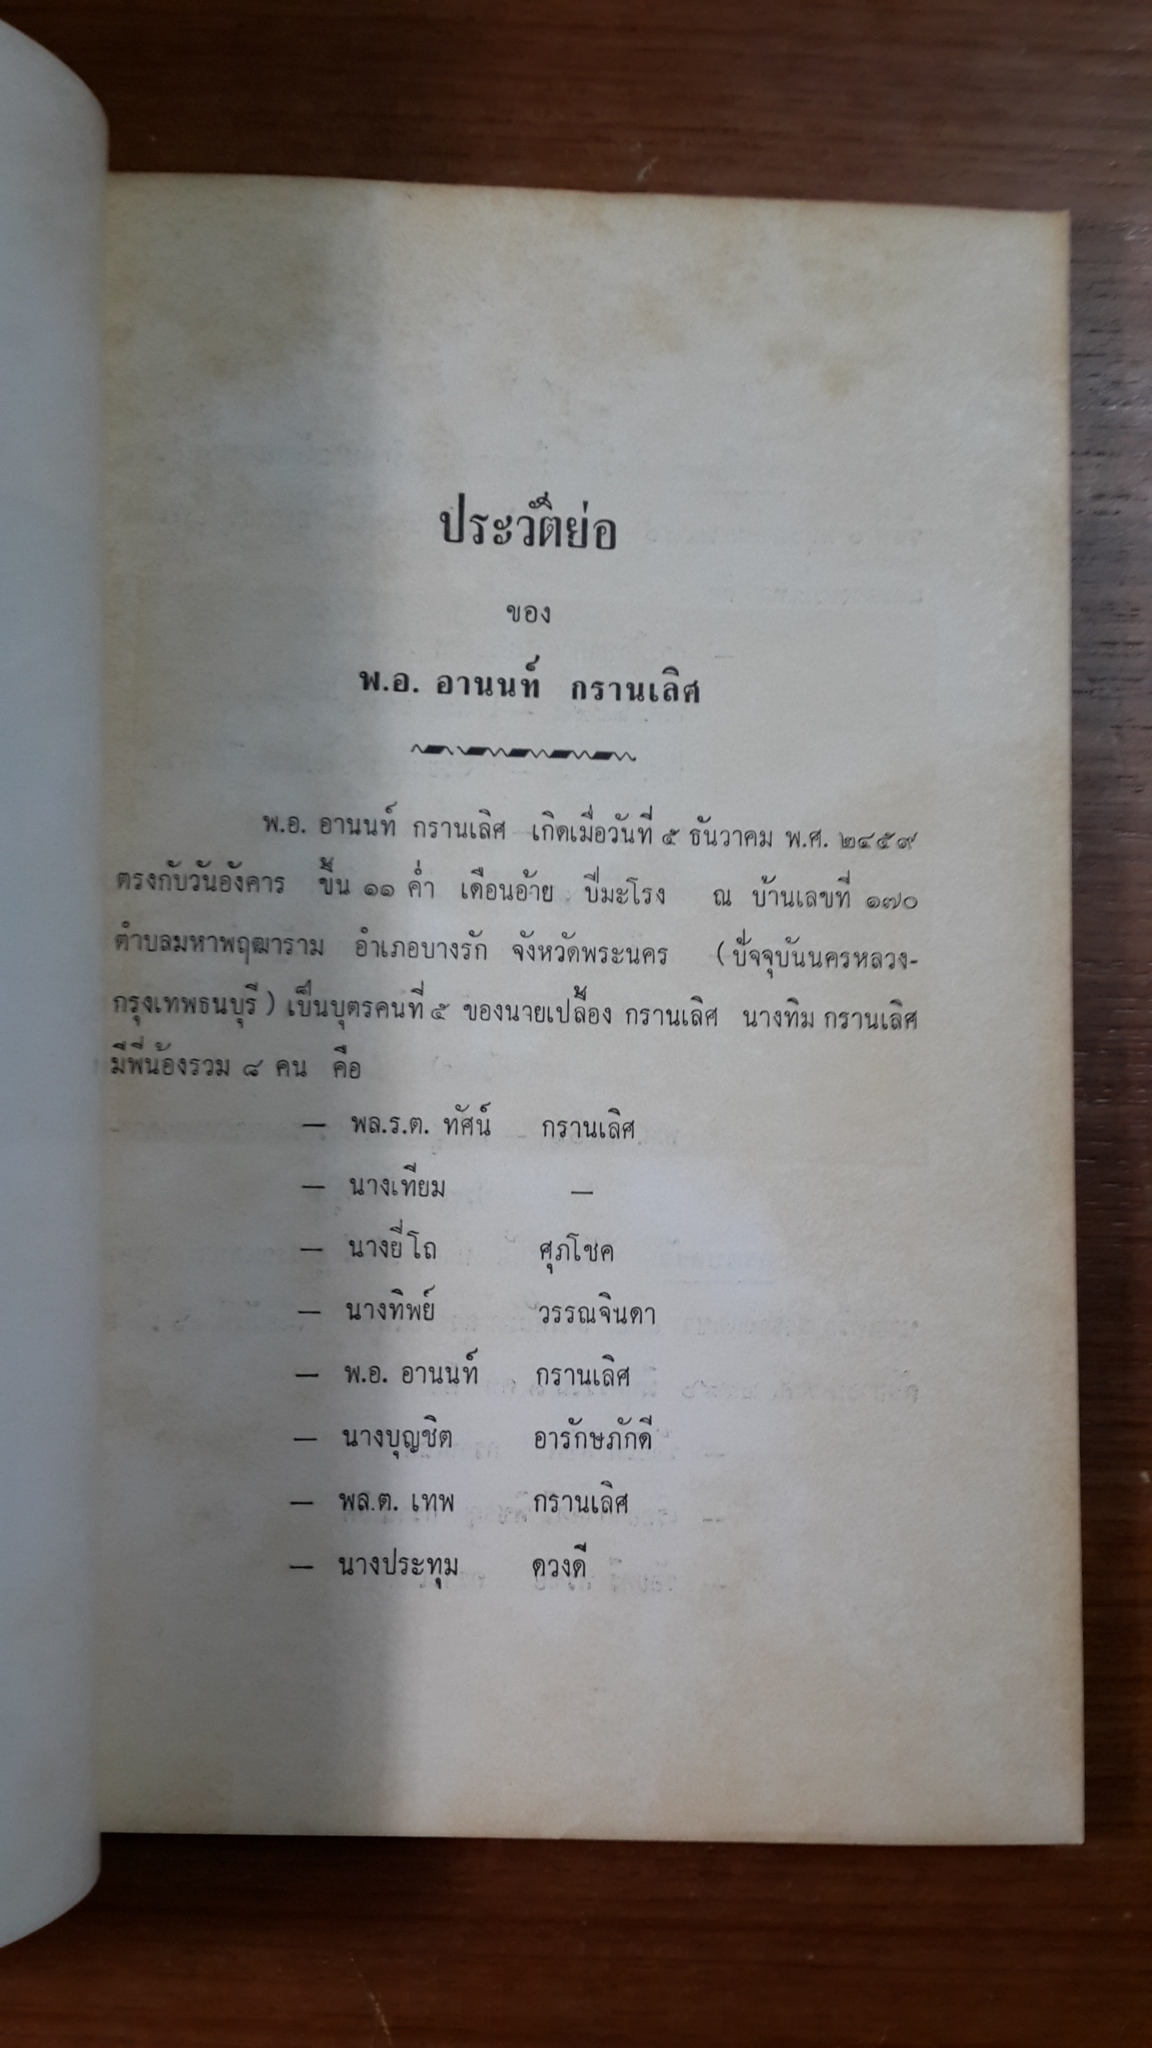 ประวัติย่อ
ของ
พ.อ. อานนท์ กรานเลิศ
พ.อ. อานนท์ กรานเลิศ เกิดเมื่อวันที่ ๕ ธันวาคม พ.ศ. ๒๔๕๙
ตรงกับวันอังคาร ขึ้น ๑๑ ค่ำ เดือนอ้าย ปีมะโรง ณ บ้านเลขที่ ๑๗๐
ตำบลมหาพฤฒาราม อำเภอบางรัก จังหวัดพระนคร (ปัจจุบันนครหลวง-
กรุงเทพธนบุรี) เป็นบุตรคนที่ ๕ ของนายเปลื้อง กรานเลิศ นางทิม กรานเลิศ
มีพี่น้องรวม ๘ คน คือ
— พล.ร.ต. ทัศน์ กรานเลิศ
— นางเทียม —
— นางยี่โถ ศุภโชค
— นางทิพย์ วรรณจินดา
— พ.อ. อานนท์ กรานเลิศ
— นางบุญชิต อารักษภักดี
— พล.ต. เทพ กรานเลิศ
— นางประทุม ดวงดี